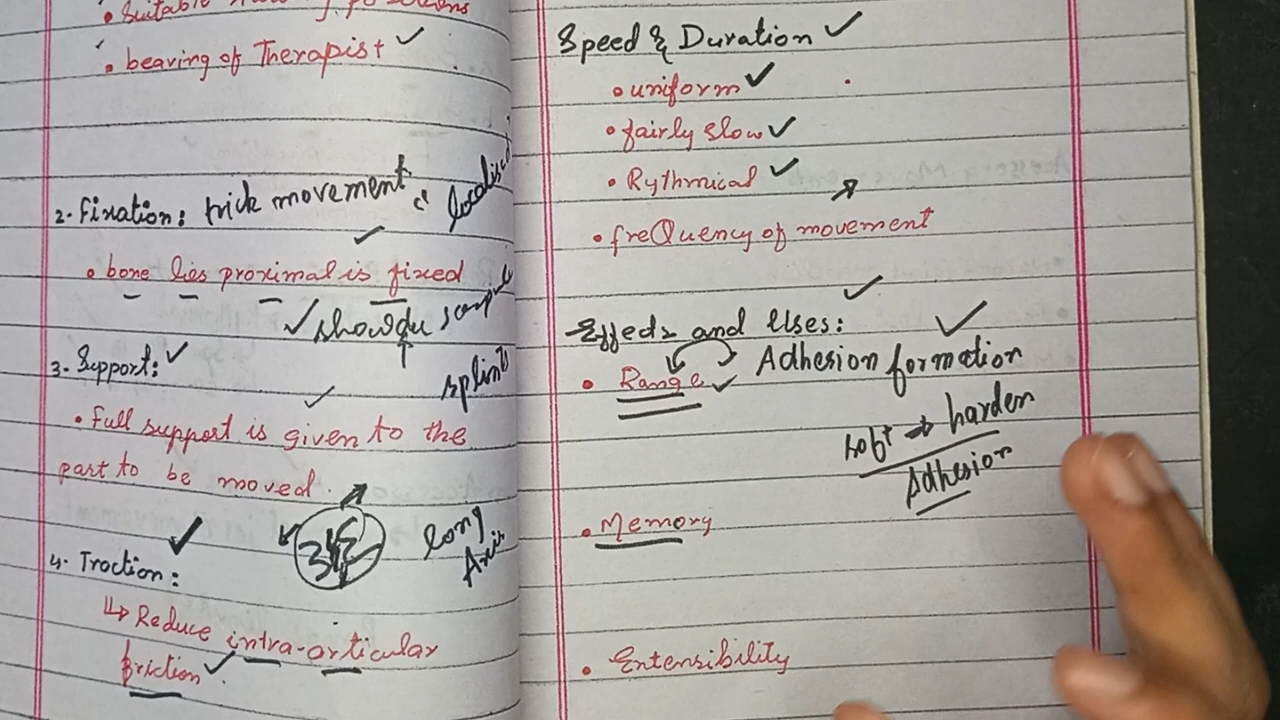 • Suitable
• bearing of Therapist
2. Fixation: trick movement
• bone lies proximal is fixed
3. Support:
splints
• Full support is given to the
part to be moved.
long
Axis
4. Traction:
↳ Reduce intra-articular
friction
Speed & Duration
• uniform
• fairly slow
• Rythmical
• freQuency of movement
Effects and Uses:
• Range Adhesion formation
soft → harden
Adhesion
• Memory
• Extensibility